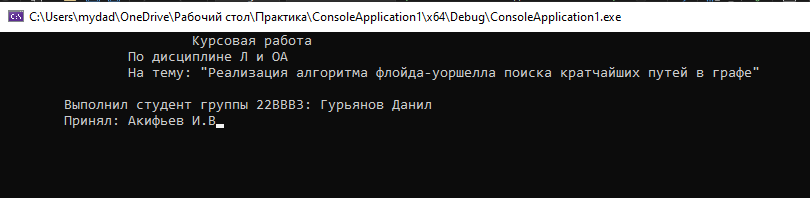 C:\Users\mydad\OneDrive\Рабочий стол\Практика\ConsoleApplication1\x64\Debug\ConsoleApplication1.exe
Курсовая работа
По дисциплине Л и ОА
На тему: "Реализация алгоритма флойда-уоршелла поиска кратчайших путей в графе"
Выполнил студент группы 22ВВВ3: Гурьянов Данил
Принял: Акифьев И.В